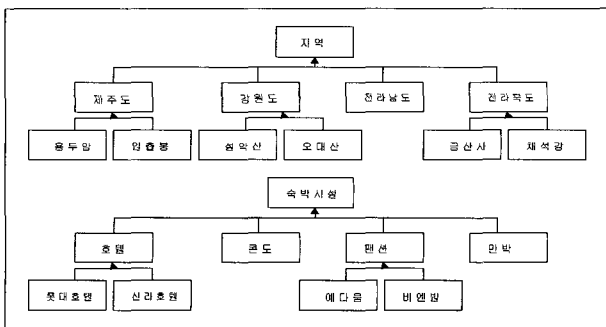 지역
제주도 강원도 전라남도 전라북도
용두암 일출봉 설악산 오대산 금산사 채석강
숙박시설
호텔 콘도 팬션 민박
롯데호텔 신라호텔 예다움 비엔빌